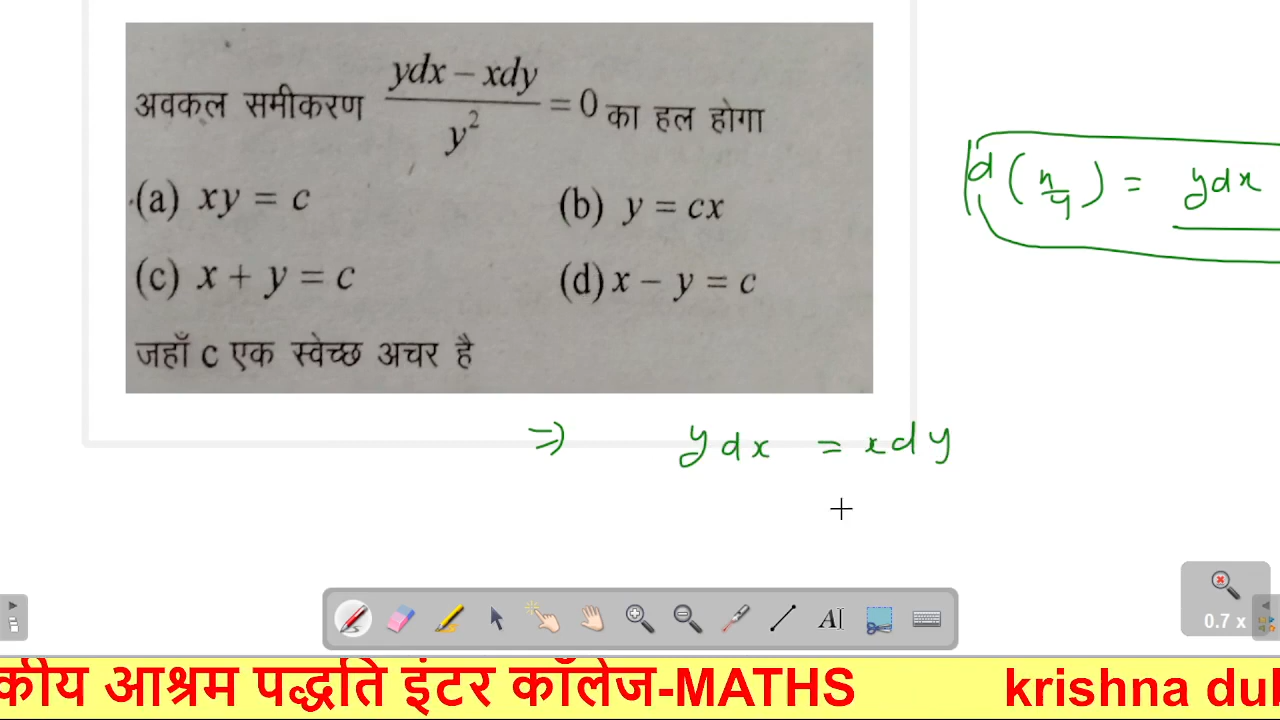 अवकल समीकरण (ydx − xdy)/y² = 0 का हल होगा
(a) xy = c (b) y = cx
(c) x + y = c (d) x − y = c
जहाँ c एक स्वेच्छ अचर है
d(x/y) = ydx
⇒ ydx = xdy
AI
0.7 x
कीय आश्रम पद्धति इंटर कॉलेज-MATHS krishna